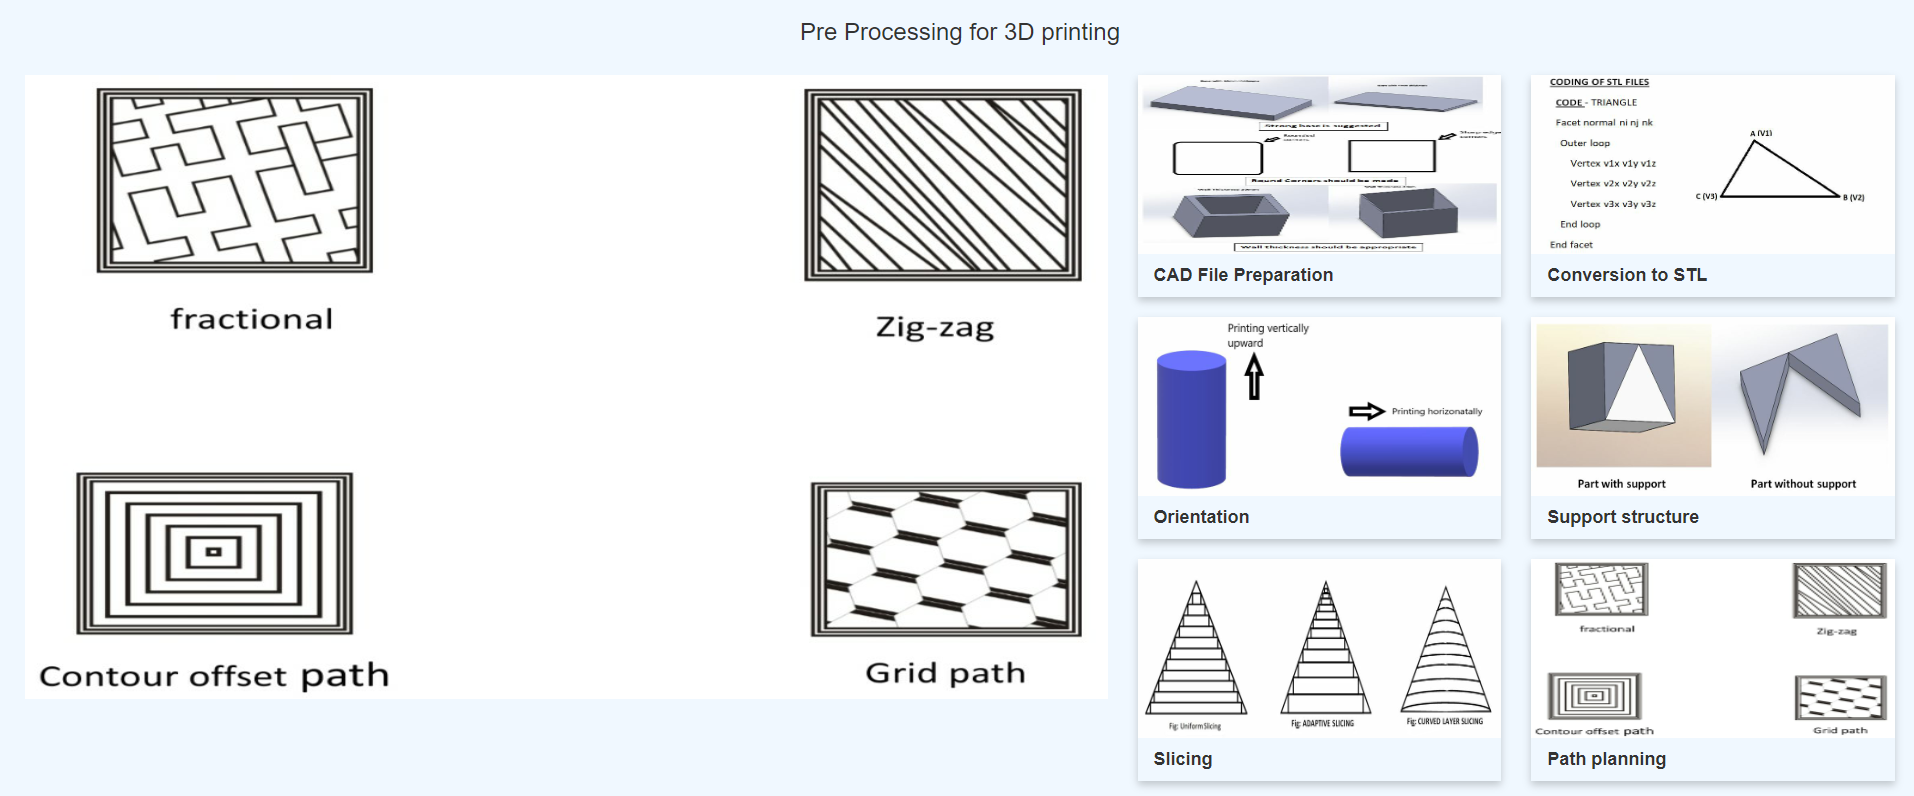 Pre Processing for 3D printing
fractional
Zig-zag
Contour offset path
Grid path
Strong base is suggested
Round Corners should be made
Wall thickness should be appropriate
CAD File Preparation
CODING OF STL FILES
CODE - TRIANGLE
Facet normal ni nj nk
Outer loop
Vertex v1x v1y v1z
Vertex v2x v2y v2z
Vertex v3x v3y v3z
End loop
End facet
A (V1)
C (V3)
B (V2)
Conversion to STL
Printing vertically
upward
Printing horizonatally
Orientation
Part with support
Part without support
Support structure
Fig: Uniform Slicing
Fig: ADAPTIVE SLICING
Fig: CURVED LAYER SLICING
Slicing
fractional
Zig-zag
Contour offset path
Grid path
Path planning